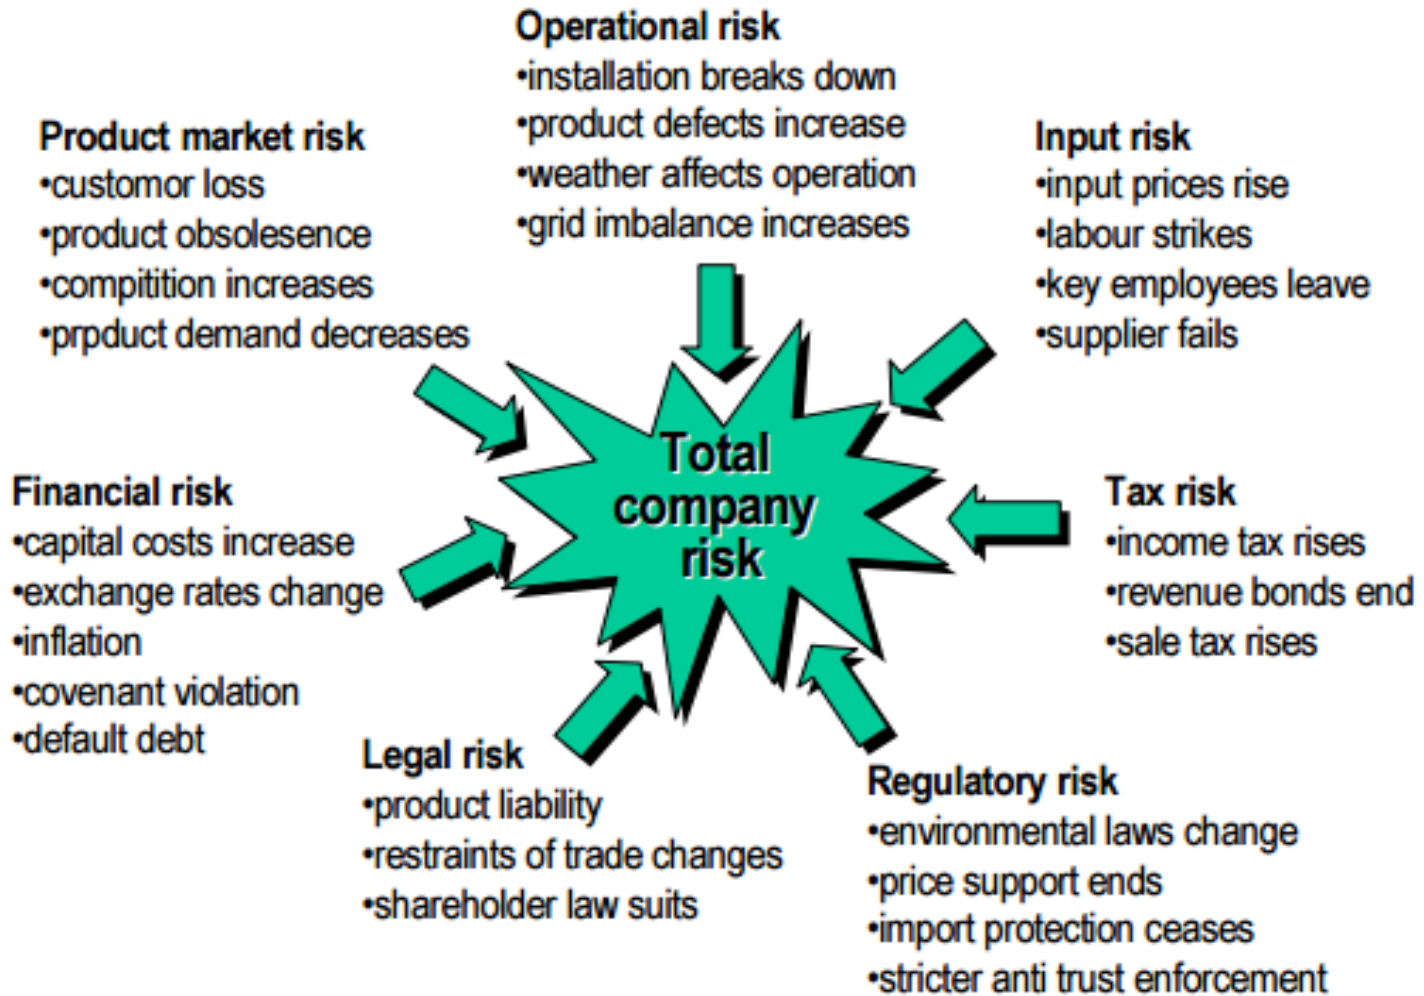 Operational risk
•installation breaks down
•product defects increase
•weather affects operation
•grid imbalance increases
Product market risk
•customor loss
•product obsolesence
•compitition increases
•prpduct demand decreases
Input risk
•input prices rise
•labour strikes
•key employees leave
•supplier fails
Total
company
risk
Financial risk
•capital costs increase
•exchange rates change
•inflation
•covenant violation
•default debt
Tax risk
•income tax rises
•revenue bonds end
•sale tax rises
Legal risk
•product liability
•restraints of trade changes
•shareholder law suits
Regulatory risk
•environmental laws change
•price support ends
•import protection ceases
•stricter anti trust enforcement